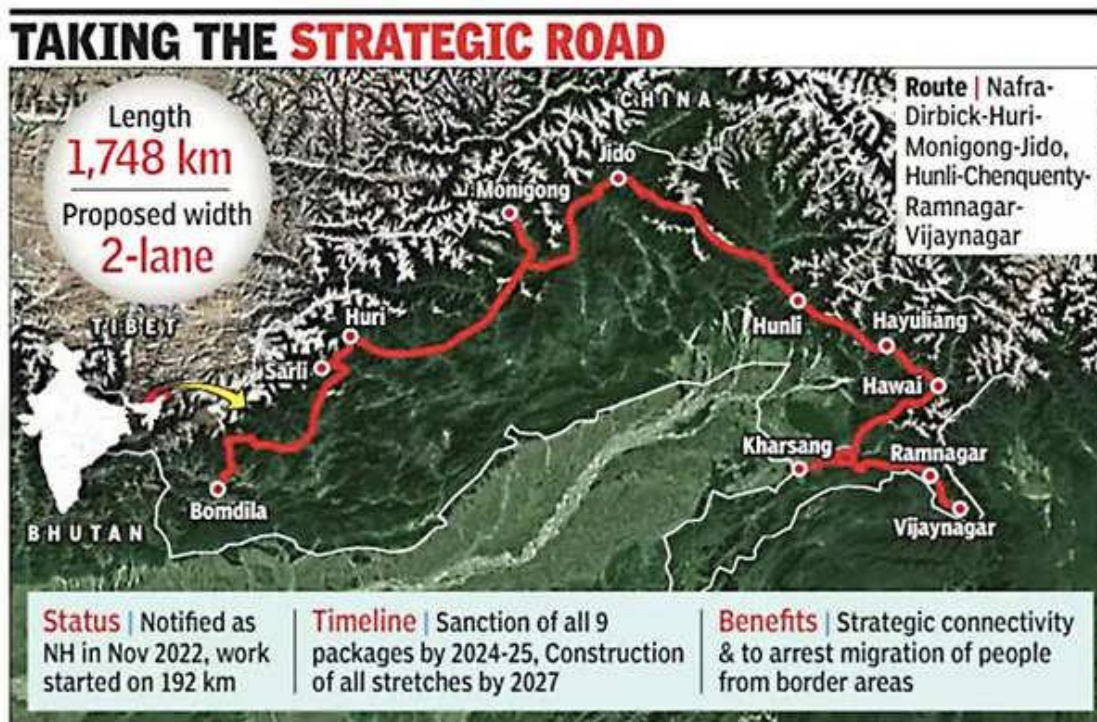 TAKING THE STRATEGIC ROAD
Length
1,748 km
Proposed width
2-lane
Route | Nafra-
Dirbick-Huri-
Monigong-Jido,
Hunli-Chenquenty-
Ramnagar-
Vijaynagar
CHINA
Jido
Monigong
TIBET
Huri
Sarli
Hunli
Hayuliang
Hawai
Kharsang
Ramnagar
Vijaynagar
Bomdila
BHUTAN
Status | Notified as
NH in Nov 2022, work
started on 192 km
Timeline | Sanction of all 9
packages by 2024-25, Construction
of all stretches by 2027
Benefits | Strategic connectivity
& to arrest migration of people
from border areas